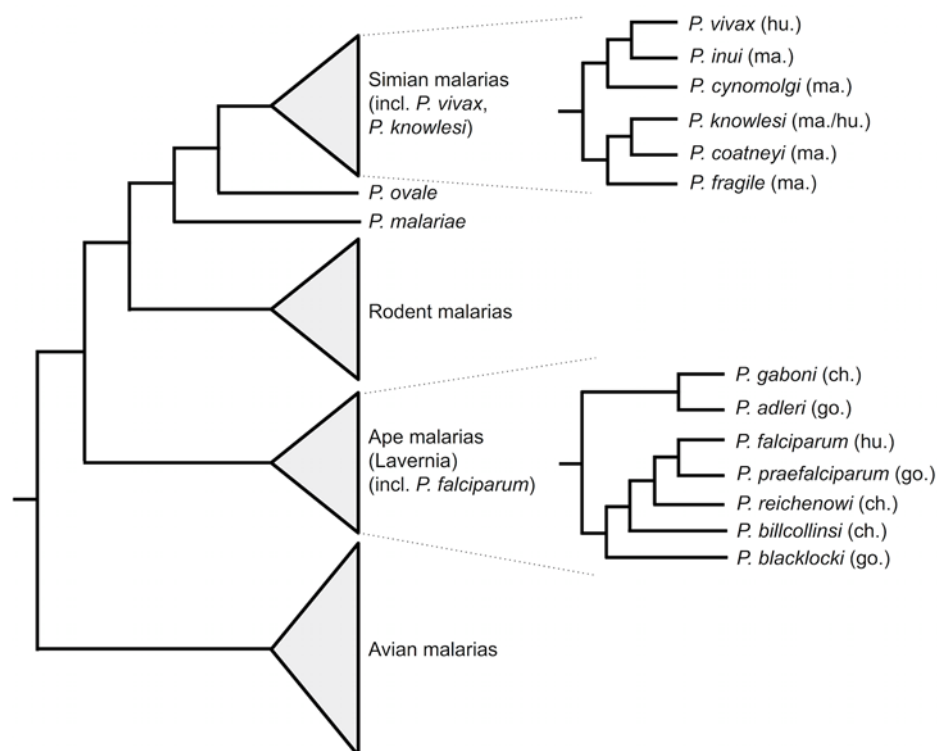 Simian malarias
(incl. P. vivax,
P. knowlesi)
P. ovale
P. malariae
Rodent malarias
Ape malarias
(Lavernia)
(incl. P. falciparum)
Avian malarias
P. vivax (hu.)
P. inui (ma.)
P. cynomolgi (ma.)
P. knowlesi (ma./hu.)
P. coatneyi (ma.)
P. fragile (ma.)
P. gaboni (ch.)
P. adleri (go.)
P. falciparum (hu.)
P. praefalciparum (go.)
P. reichenowi (ch.)
P. billcollinsi (ch.)
P. blacklocki (go.)